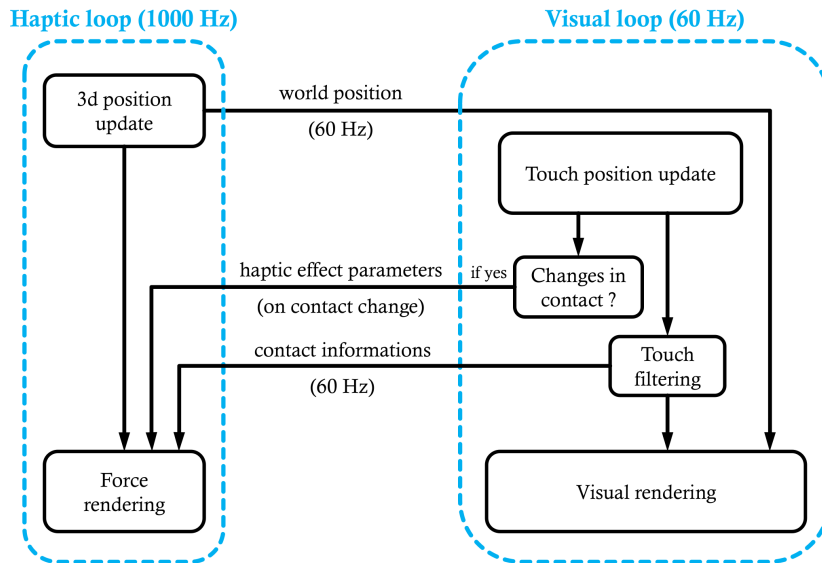 Haptic loop (1000 Hz)
Visual loop (60 Hz)
3d position
update
world position
(60 Hz)
Touch position update
haptic effect parameters
if yes
(on contact change)
Changes in
contact ?
contact informations
(60 Hz)
Touch
filtering
Force
rendering
Visual rendering